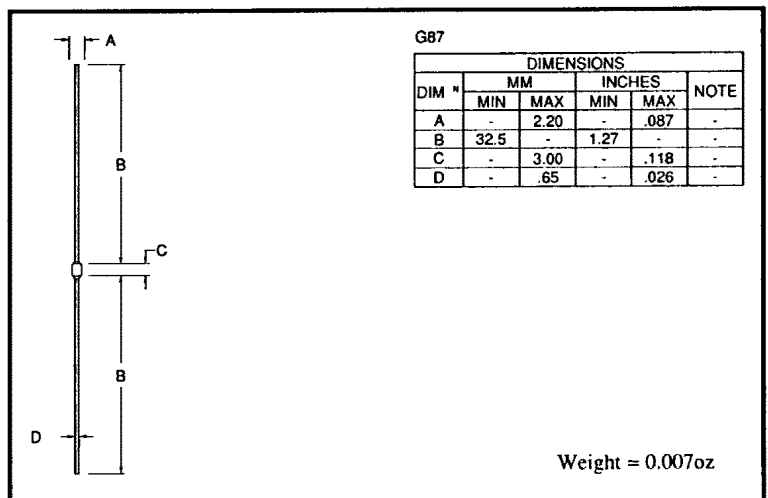 A
B
C
B
D
G87
DIMENSIONS
DIM ᴺ MM INCHES NOTE
MIN MAX MIN MAX
A - 2.20 - .087 -
B 32.5 - 1.27 - -
C - 3.00 - .118 -
D - .65 - .026 -
Weight = 0.007oz